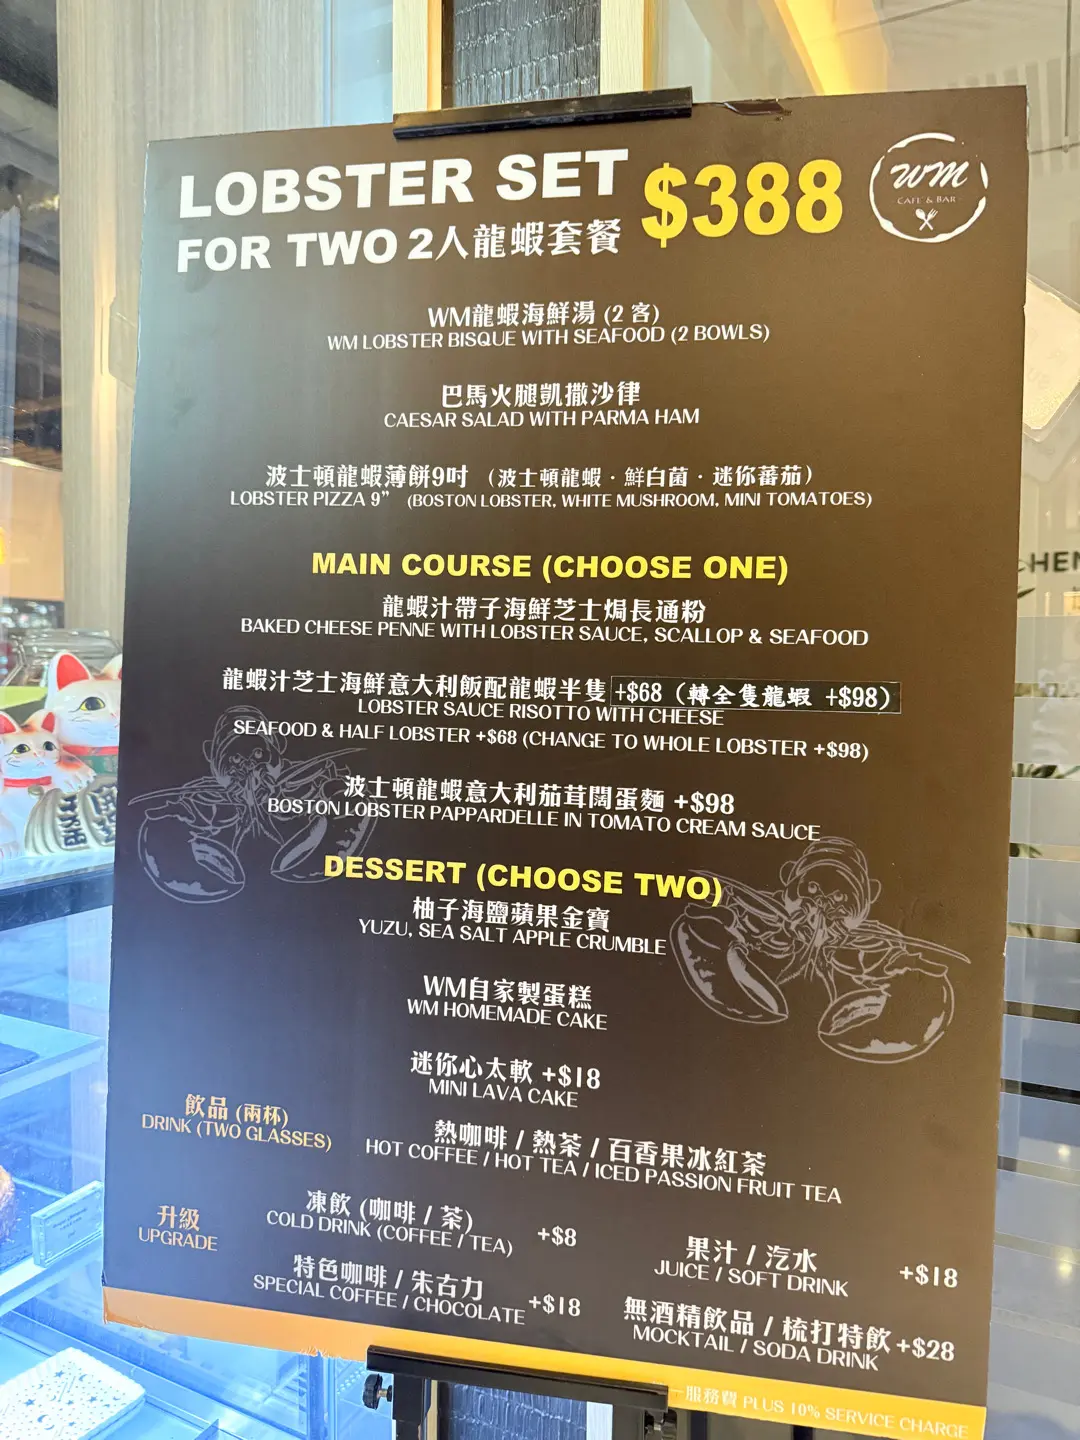 LOBSTER SET
FOR TWO 2人龍蝦套餐
$388
WM
CAFE & BAR
WM龍蝦海鮮湯 (2 客)
WM LOBSTER BISQUE WITH SEAFOOD (2 BOWLS)
巴馬火腿凱撒沙律
CAESAR SALAD WITH PARMA HAM
波士頓龍蝦薄餅9吋 (波士頓龍蝦 · 鮮白菌 · 迷你蕃茄)
LOBSTER PIZZA 9” (BOSTON LOBSTER, WHITE MUSHROOM, MINI TOMATOES)
MAIN COURSE (CHOOSE ONE)
龍蝦汁帶子海鮮芝士焗長通粉
BAKED CHEESE PENNE WITH LOBSTER SAUCE, SCALLOP & SEAFOOD
龍蝦汁芝士海鮮意大利飯配龍蝦半隻 +$68 (轉全隻龍蝦 +$98)
LOBSTER SAUCE RISOTTO WITH CHEESE
SEAFOOD & HALF LOBSTER +$68 (CHANGE TO WHOLE LOBSTER +$98)
波士頓龍蝦意大利茄茸闊蛋麵 +$98
BOSTON LOBSTER PAPPARDELLE IN TOMATO CREAM SAUCE
DESSERT (CHOOSE TWO)
柚子海鹽蘋果金寶
YUZU, SEA SALT APPLE CRUMBLE
WM自家製蛋糕
WM HOMEMADE CAKE
迷你心太軟 +$18
MINI LAVA CAKE
飲品 (兩杯)
DRINK (TWO GLASSES)
熱咖啡 / 熱茶 / 百香果冰紅茶
HOT COFFEE / HOT TEA / ICED PASSION FRUIT TEA
升級
UPGRADE
凍飲 (咖啡 / 茶)
COLD DRINK (COFFEE / TEA)
+$8
果汁 / 汽水
JUICE / SOFT DRINK
+$18
特色咖啡 / 朱古力
SPECIAL COFFEE / CHOCOLATE
+$18
無酒精飲品 / 梳打特飲 +$28
MOCKTAIL / SODA DRINK
服務費 PLUS 10% SERVICE CHARGE